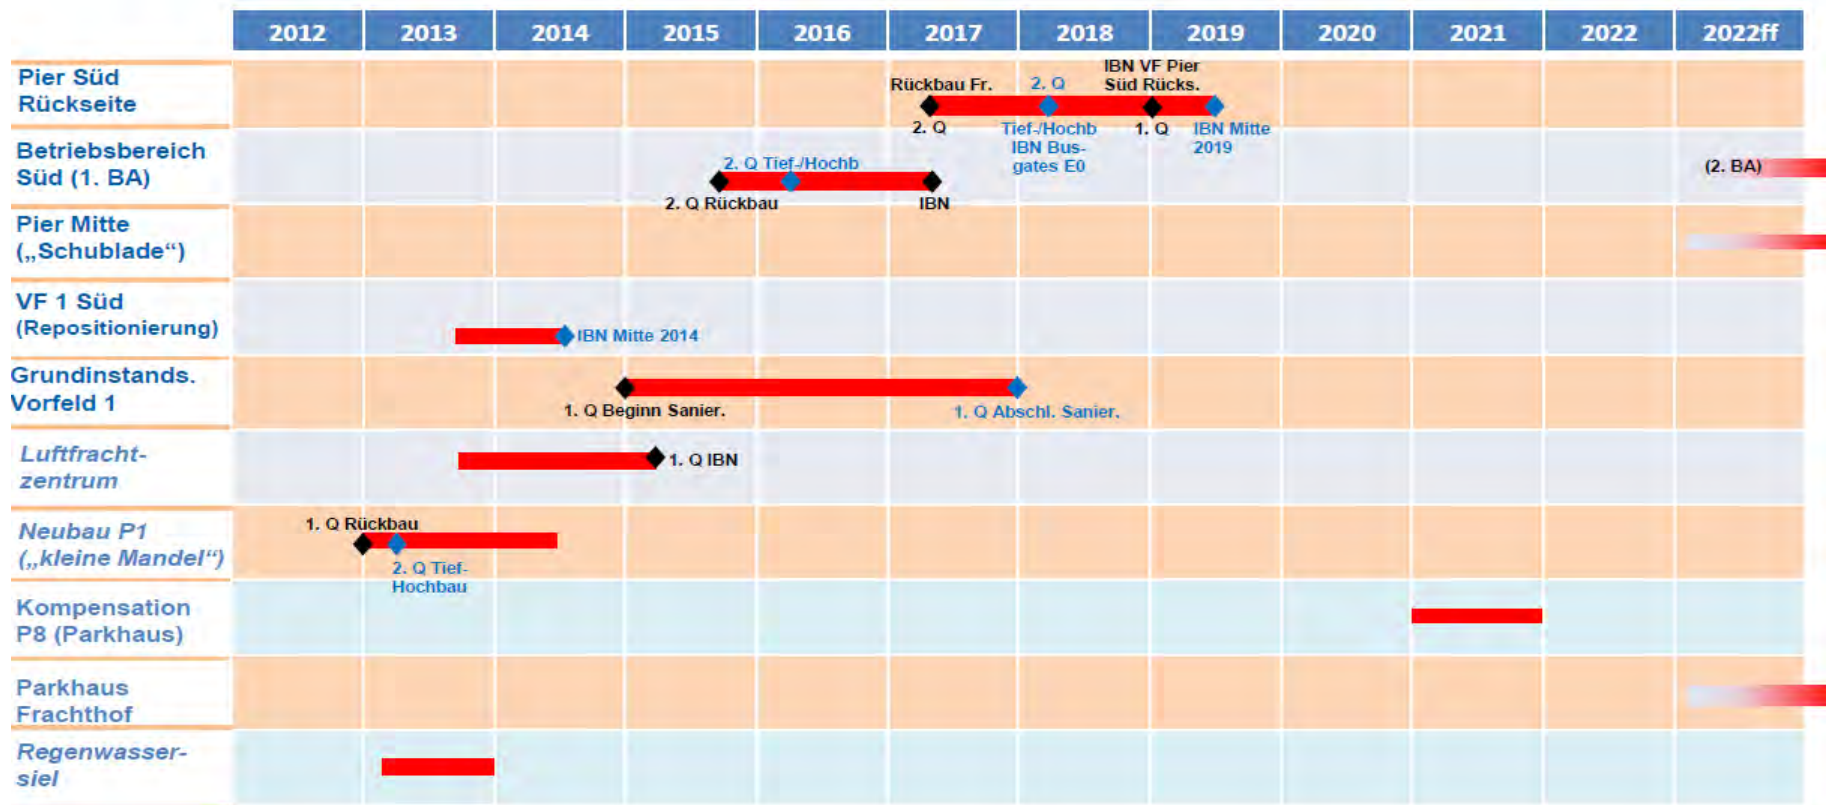 2012 2013 2014 2015 2016 2017 2018 2019 2020 2021 2022 2022ff
Pier Süd
Rückseite
Rückbau Fr.
2. Q
2. Q
Tief-/Hochb
IBN Bus-
gates E0
IBN VF Pier
Süd Rücks.
1. Q
IBN Mitte
2019
Betriebsbereich
Süd (1. BA)
2. Q Tief-/Hochb
2. Q Rückbau
IBN
(2. BA)
Pier Mitte
(„Schublade“)
VF 1 Süd
(Repositionierung)
IBN Mitte 2014
Grundinstands.
Vorfeld 1
1. Q Beginn Sanier.
1. Q Abschl. Sanier.
Luftfracht-
zentrum
1. Q IBN
Neubau P1
(„kleine Mandel“)
1. Q Rückbau
2. Q Tief-
Hochbau
Kompensation
P8 (Parkhaus)
Parkhaus
Frachthof
Regenwasser-
siel